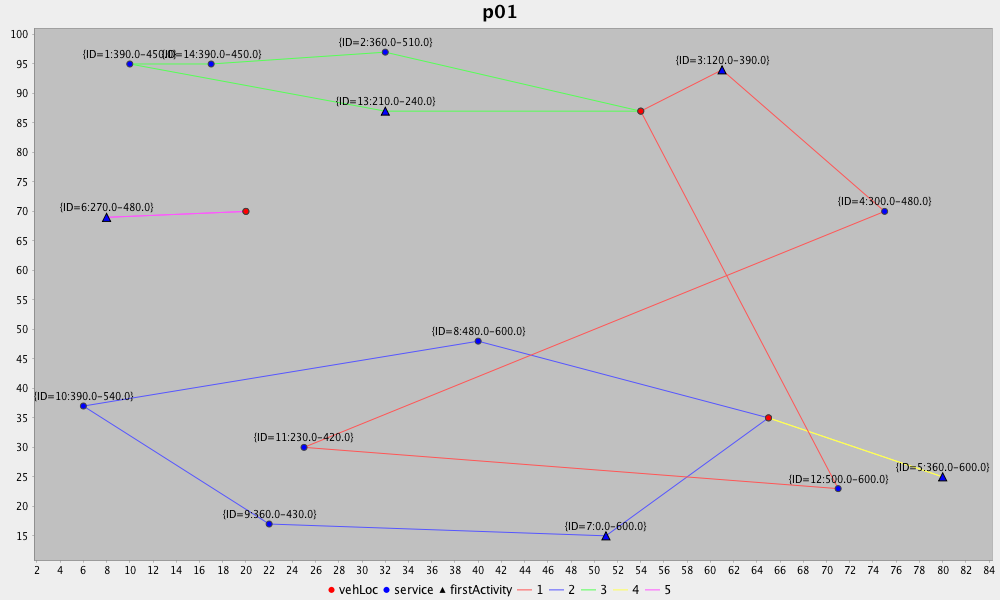 p01
100
95
90
85
80
75
70
65
60
55
50
45
40
35
30
25
20
15
{ID=2:360.0-510.0}
{ID=1:390.0-450.0}
{ID=14:390.0-450.0}
{ID=3:120.0-390.0}
{ID=13:210.0-240.0}
{ID=6:270.0-480.0}
{ID=4:300.0-480.0}
{ID=8:480.0-600.0}
{ID=10:390.0-540.0}
{ID=11:230.0-420.0}
{ID=5:360.0-600.0}
{ID=12:500.0-600.0}
{ID=9:360.0-430.0}
{ID=7:0.0-600.0}
2 4 6 8 10 12 14 16 18 20 22 24 26 28 30 32 34 36 38 40 42 44 46 48 50 52 54 56 58 60 62 64 66 68 70 72 74 76 78 80 82 84
vehLoc service firstActivity 1 2 3 4 5